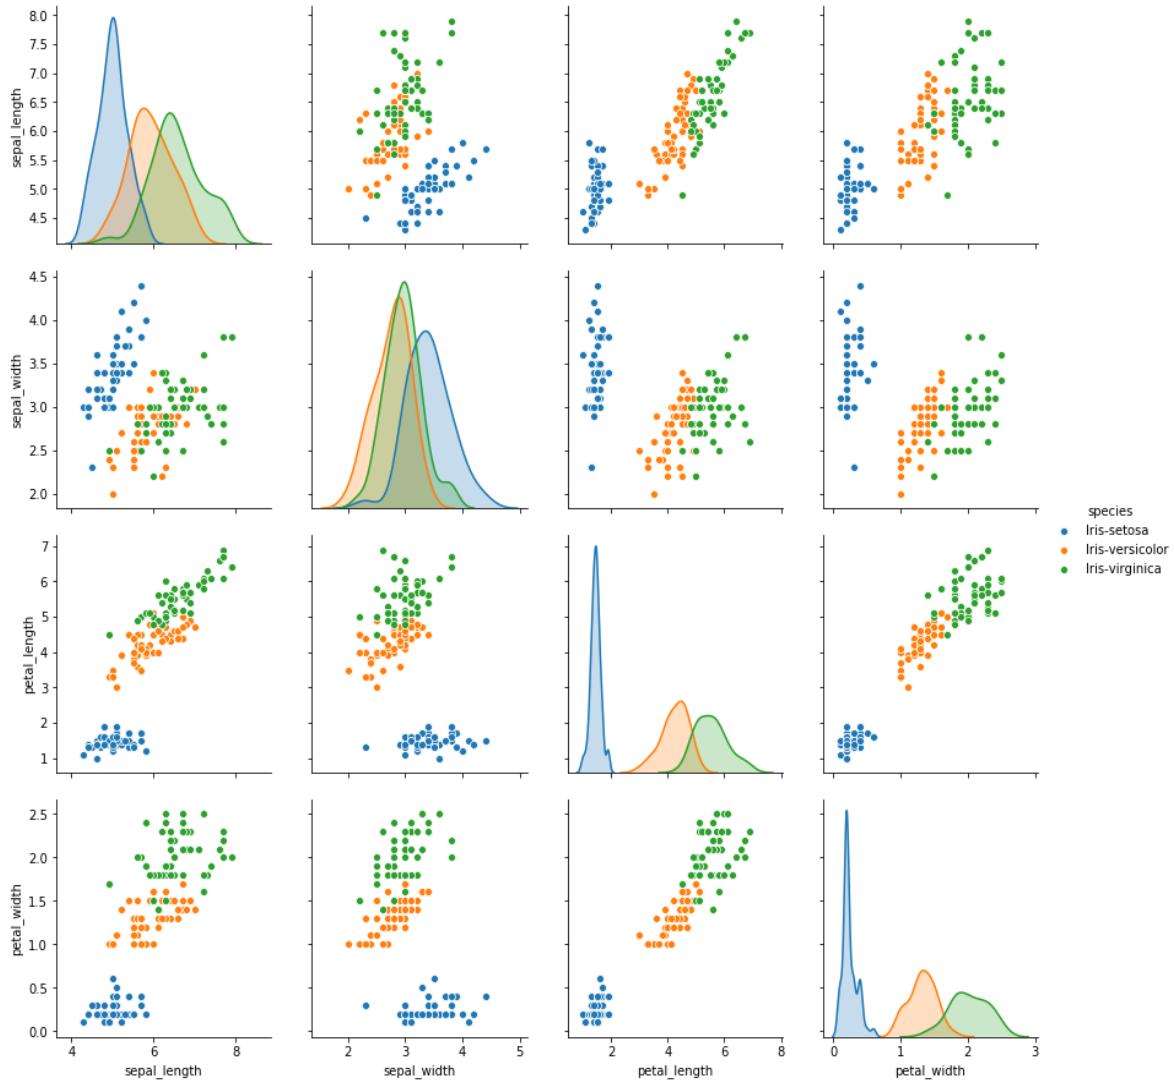 8.0
7.5
7.0
6.5
6.0
5.5
5.0
4.5
sepal_length
4 6 8
2 3 4 5
2 4 6 8
0 1 2 3
4.5
4.0
3.5
3.0
2.5
2.0
sepal_width
species
Iris-setosa
Iris-versicolor
Iris-virginica
7
6
5
4
3
2
1
petal_length
2.5
2.0
1.5
1.0
0.5
0.0
petal_width
sepal_length
sepal_width
petal_length
petal_width